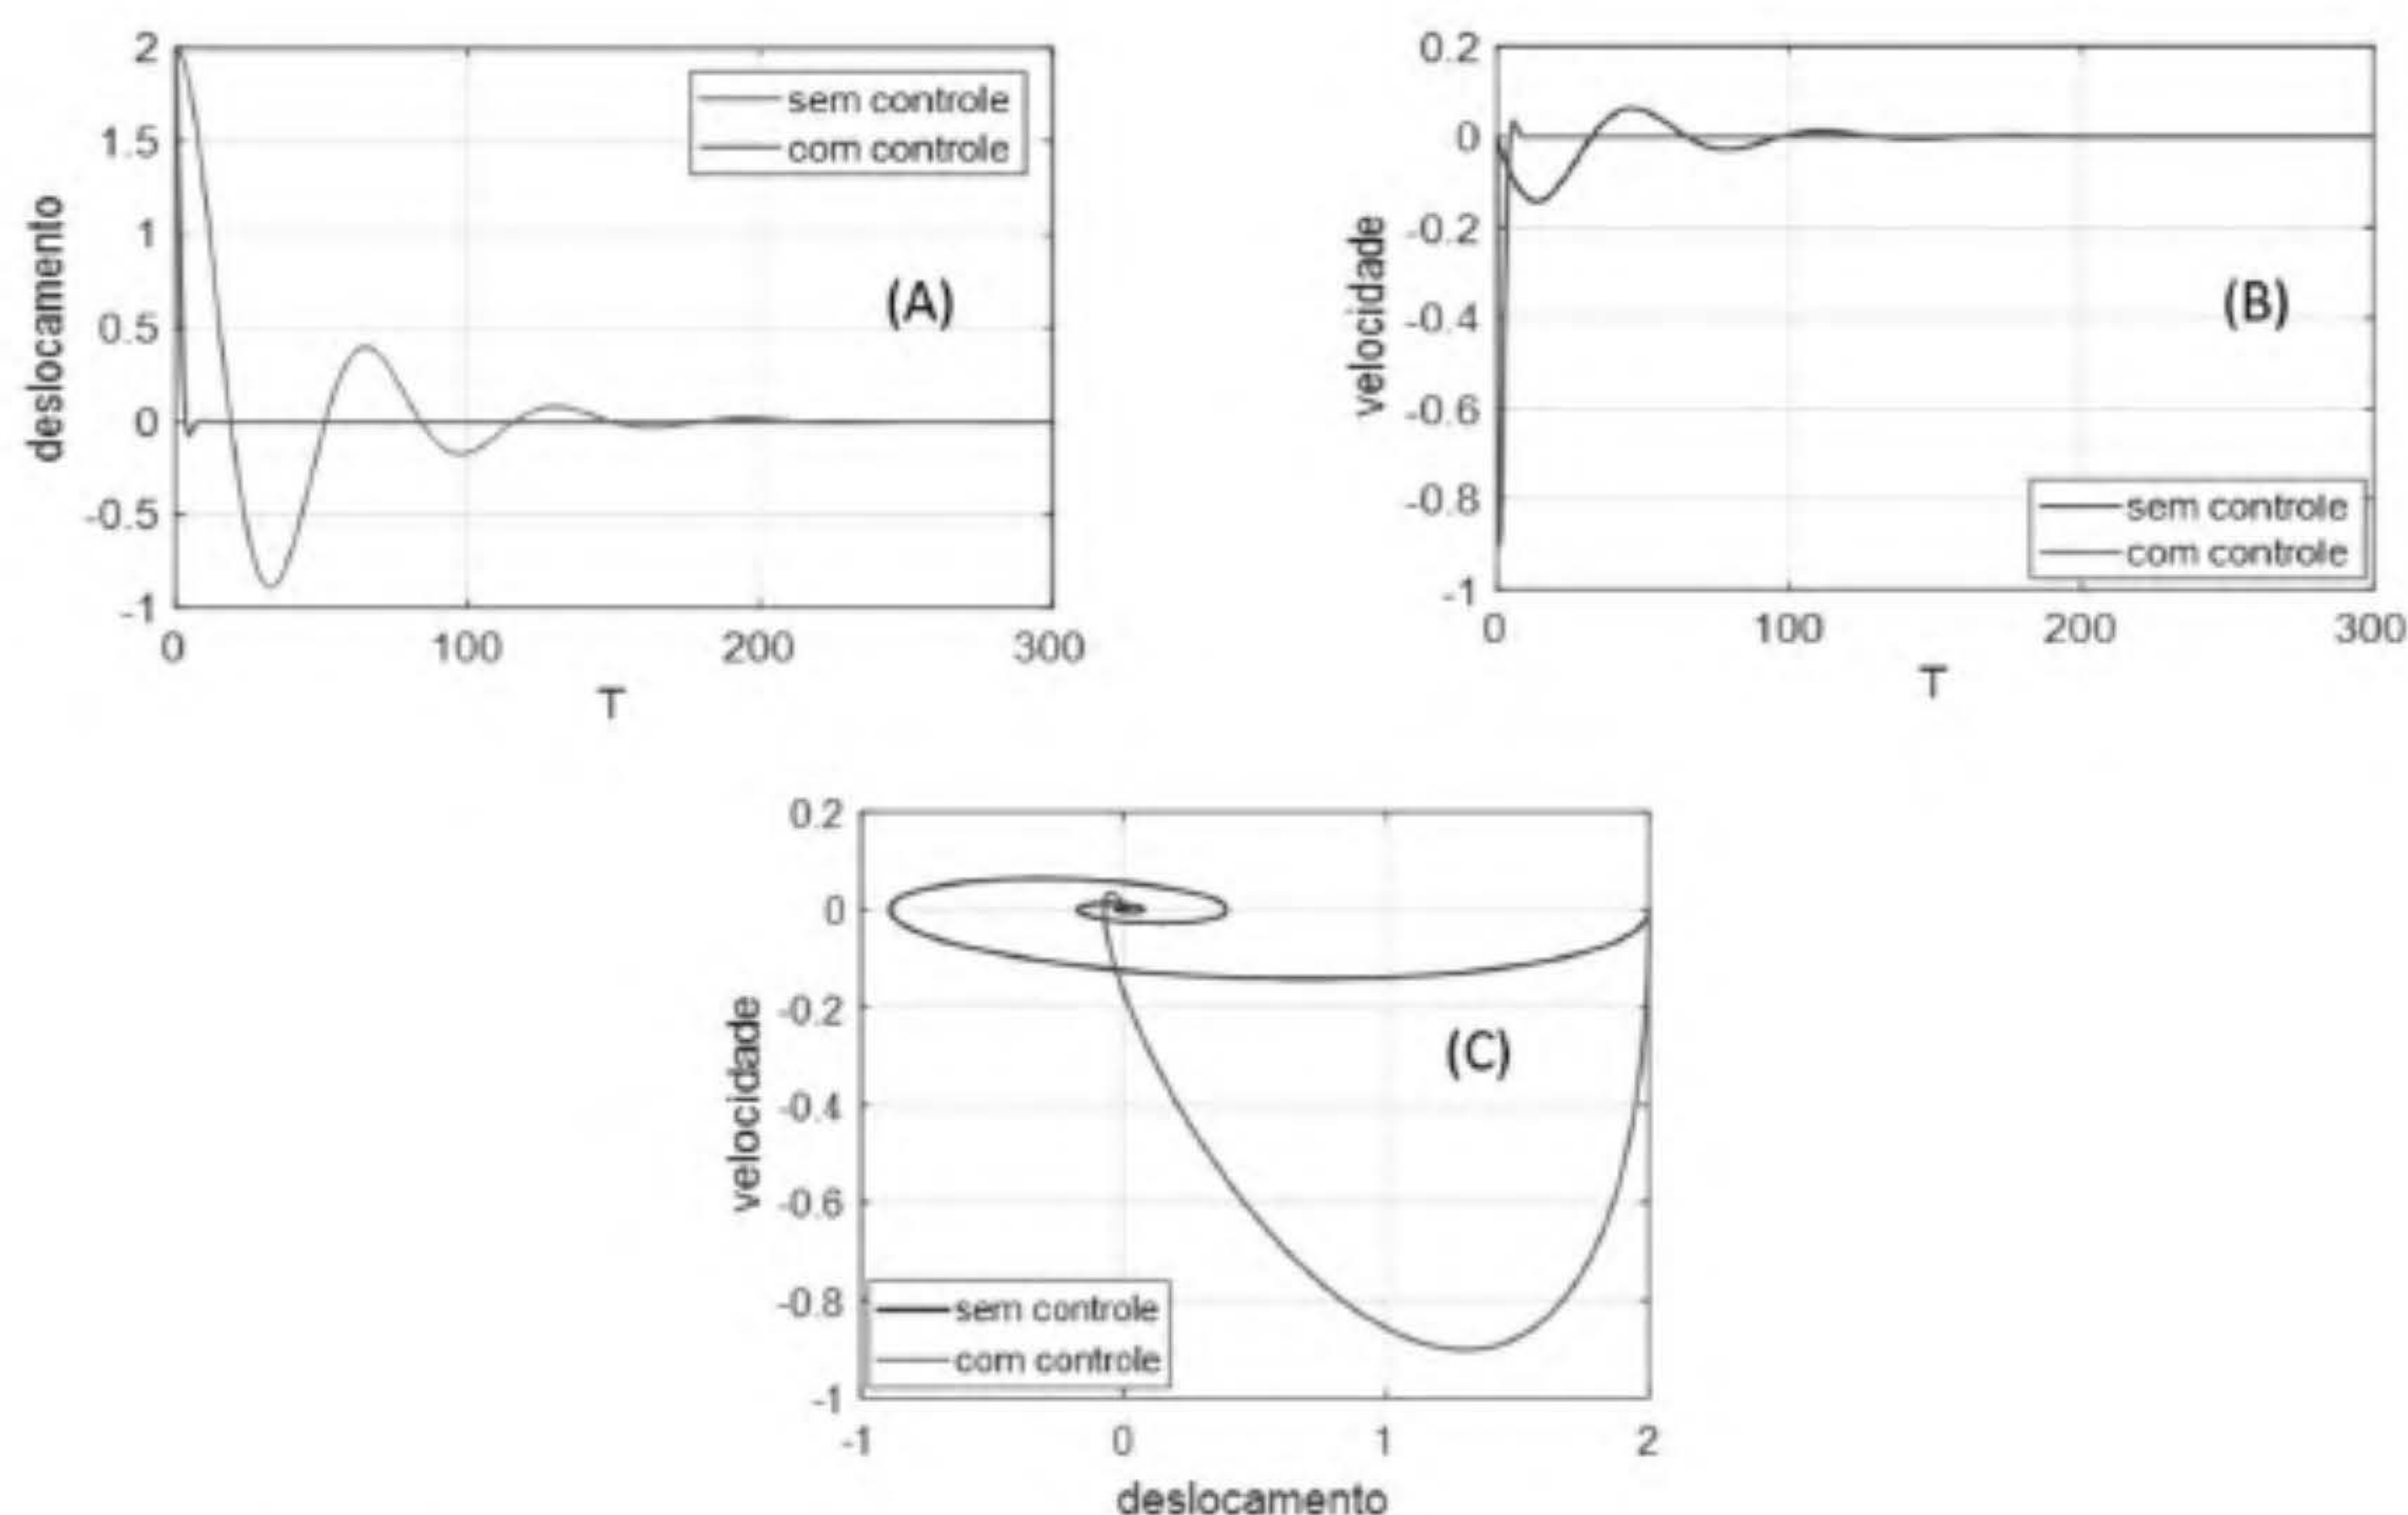 2
1.5
1
0.5
0
-0.5
-1
0 100 200 300
T
deslocamento
sem controle
com controle
(A)
0.2
0
-0.2
-0.4
-0.6
-0.8
-1
0 100 200 300
T
velocidade
(B)
sem controle
com controle
0.2
0
-0.2
-0.4
-0.6
-0.8
-1
-1 0 1 2
deslocamento
velocidade
(C)
sem controle
com controle